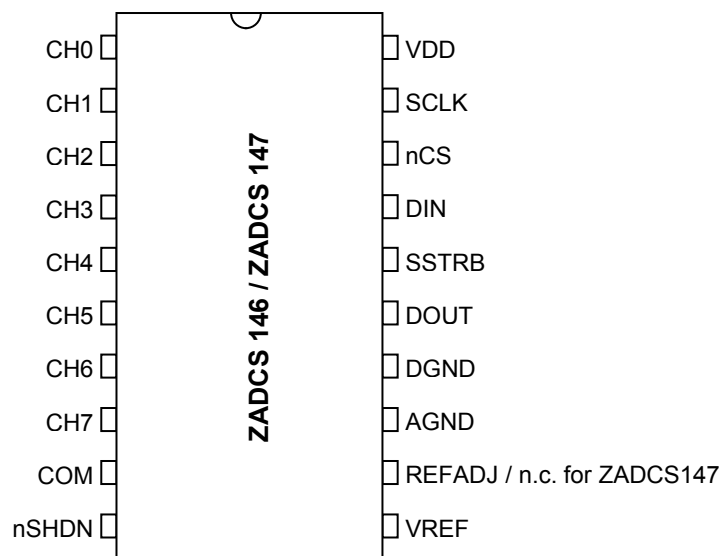 CH0
CH1
CH2
CH3
CH4
CH5
CH6
CH7
COM
nSHDN
ZADCS 146 / ZADCS 147
VDD
SCLK
nCS
DIN
SSTRB
DOUT
DGND
AGND
REFADJ / n.c. for ZADCS147
VREF